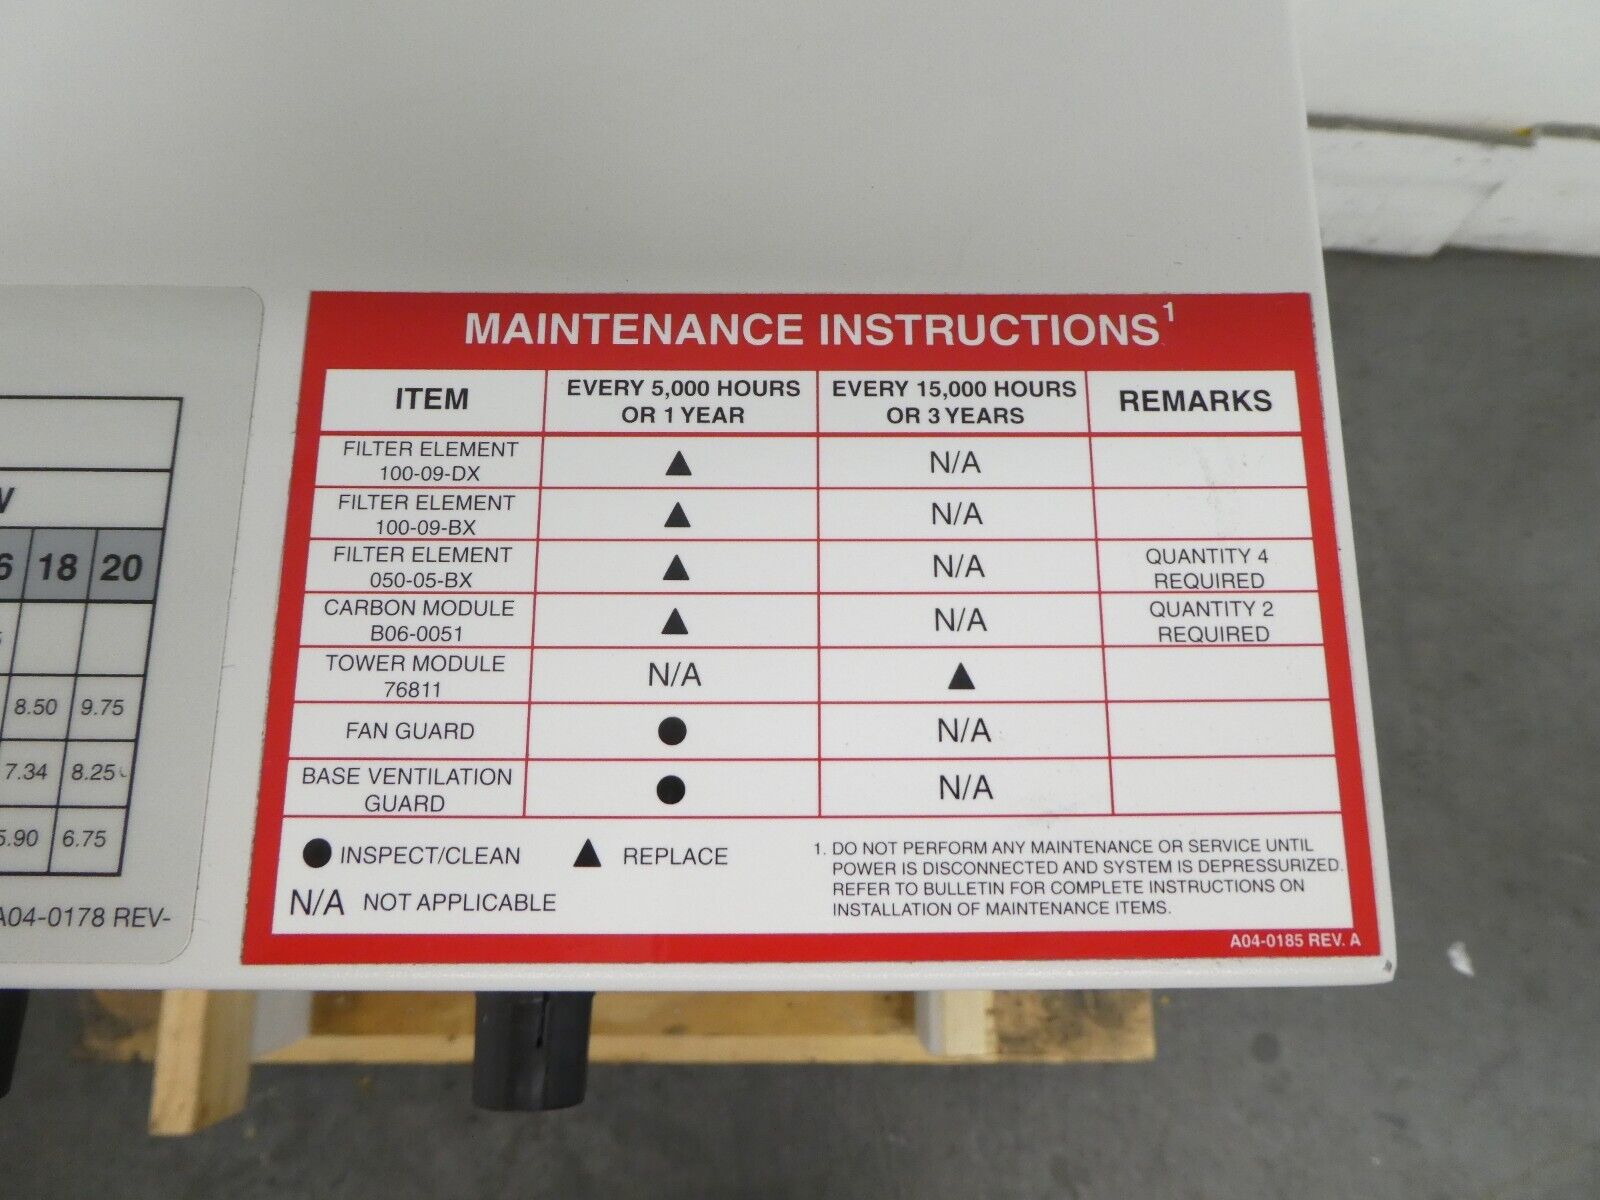 MAINTENANCE INSTRUCTIONS1
ITEM EVERY 5,000 HOURS OR 1 YEAR EVERY 15,000 HOURS OR 3 YEARS REMARKS
FILTER ELEMENT 100-09-DX ▲ N/A
FILTER ELEMENT 100-09-BX ▲ N/A
FILTER ELEMENT 050-05-BX ▲ N/A QUANTITY 4 REQUIRED
CARBON MODULE B06-0051 ▲ N/A QUANTITY 2 REQUIRED
TOWER MODULE 76811 N/A ▲
FAN GUARD ● N/A
BASE VENTILATION GUARD ● N/A
● INSPECT/CLEAN ▲ REPLACE
N/A NOT APPLICABLE
1. DO NOT PERFORM ANY MAINTENANCE OR SERVICE UNTIL
POWER IS DISCONNECTED AND SYSTEM IS DEPRESSURIZED.
REFER TO BULLETIN FOR COMPLETE INSTRUCTIONS ON
INSTALLATION OF MAINTENANCE ITEMS.
A04-0185 REV. A
18 20
8.50 9.75
7.34 8.25
5.90 6.75
A04-0178 REV-